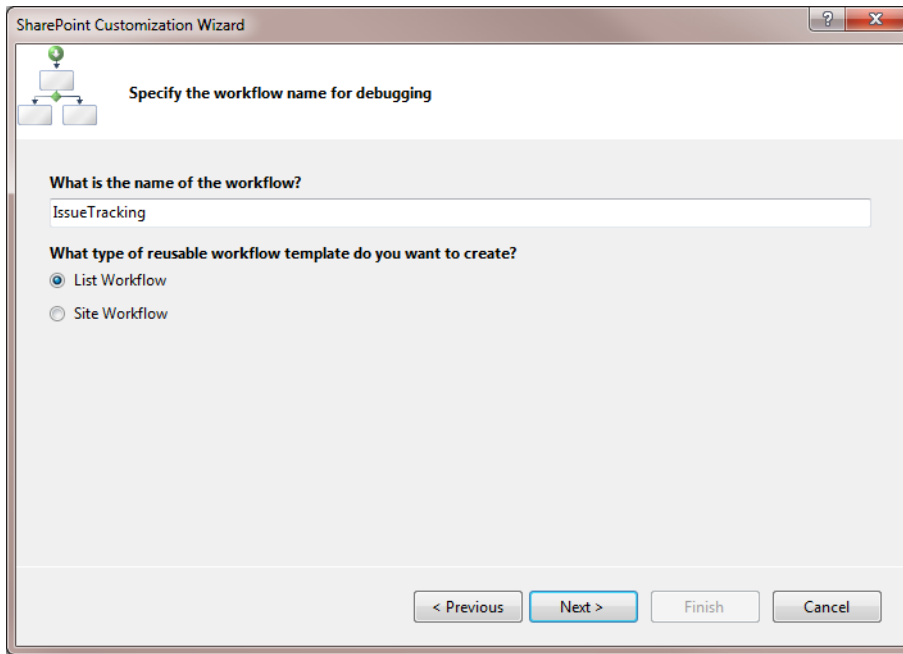 SharePoint Customization Wizard
?
X
Specify the workflow name for debugging
What is the name of the workflow?
IssueTracking
What type of reusable workflow template do you want to create?
List Workflow
Site Workflow
< Previous
Next >
Finish
Cancel